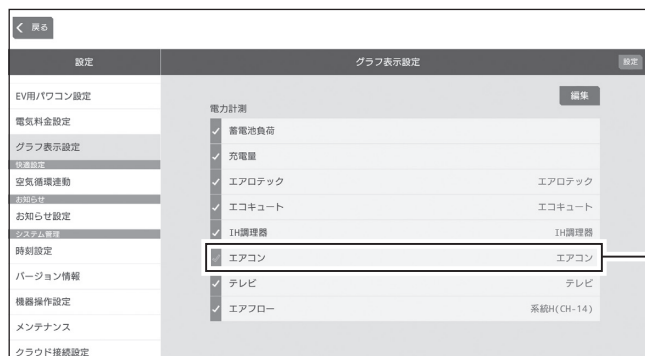 戻る
設定
グラフ表示設定
設定
EV用パワコン設定
電気料金設定
グラフ表示設定
快適設定
空気循環連動
お知らせ
お知らせ設定
システム管理
時刻設定
バージョン情報
機器操作設定
メンテナンス
クラウド接続設定
編集
電力計測
蓄電池負荷
充電量
エアロテック エアロテック
エコキュート エコキュート
IH調理器 IH調理器
エアコン エアコン
テレビ テレビ
エアフロー 系統H(CH-14)